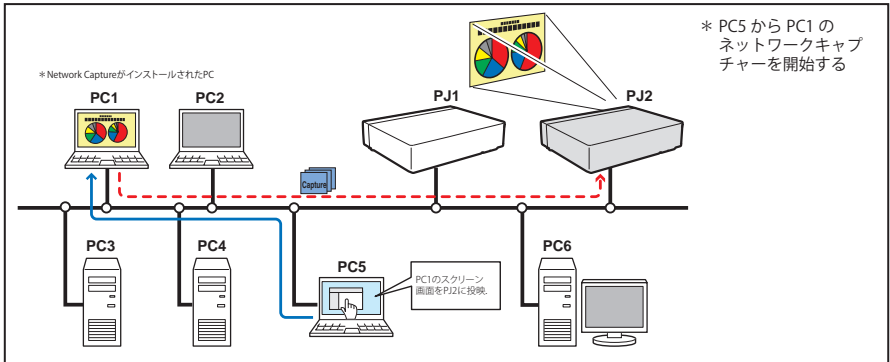 ＊ PC5 から PC1 の
ネットワークキャプ
チャーを開始する
＊Network CaptureがインストールされたPC
PC1
PC2
PJ1
PJ2
Capture
PC3
PC4
PC5
PC1のスクリーン
画面をPJ2に投映.
PC6